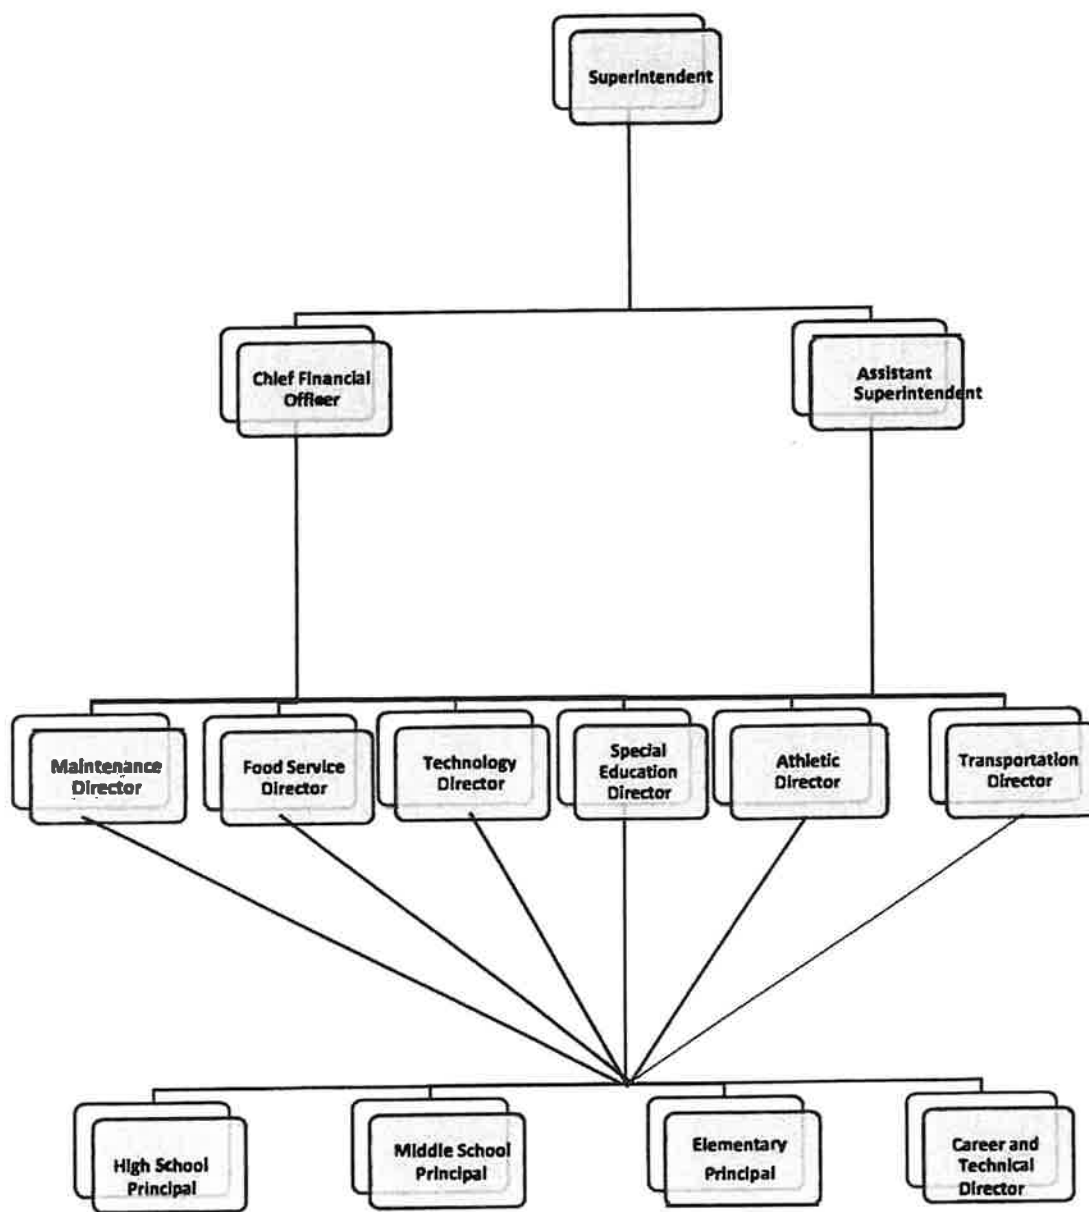 Superintendent
Chief Financial
Officer
Assistant
Superintendent
Maintenance
Director
Food Service
Director
Technology
Director
Special
Education
Director
Athletic
Director
Transportation
Director
High School
Principal
Middle School
Principal
Elementary
Principal
Career and
Technical
Director